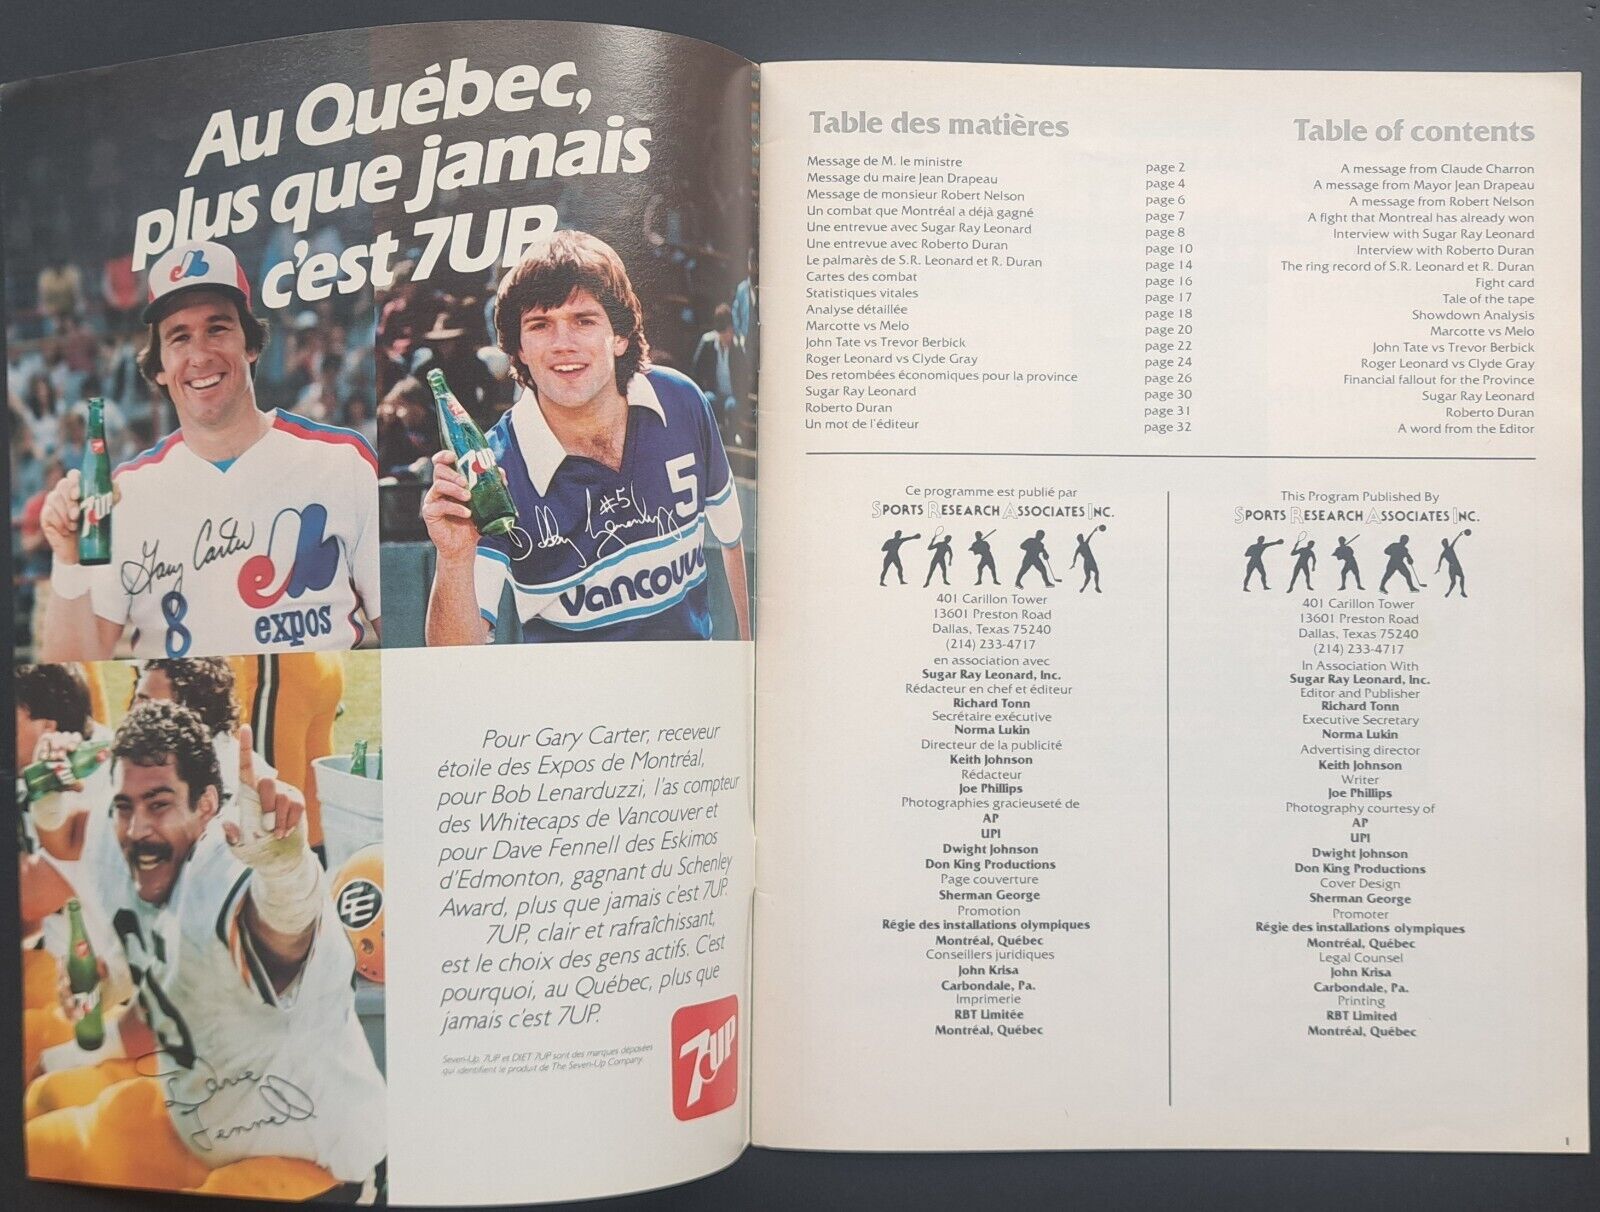 Au Québec,
plus que jamais
c'est 7UP
7UP
Gary Carter
8
expos
7UP
Bobby Lenarduzzi #5
5
Vancouver
Dave
Fennell
Pour Gary Carter, receveur
étoile des Expos de Montréal,
pour Bob Lenarduzzi, l'as compteur
des Whitecaps de Vancouver et
pour Dave Fennell des Eskimos
d'Edmonton, gagnant du Schenley
Award, plus que jamais c'est 7UP.
7UP, clair et rafraîchissant,
est le choix des gens actifs. C'est
pourquoi, au Québec, plus que
jamais c'est 7UP.
Seven-Up, 7UP et DIET 7UP sont des marques déposées
qui identifient le produit de The Seven-Up Company.
7UP
Table des matières
Message de M. le ministre
Message du maire Jean Drapeau
Message de monsieur Robert Nelson
Un combat que Montréal a déjà gagné
Une entrevue avec Sugar Ray Leonard
Une entrevue avec Roberto Duran
Le palmarès de S.R. Leonard et R. Duran
Cartes des combat
Statistiques vitales
Analyse détaillée
Marcotte vs Melo
John Tate vs Trevor Berbick
Roger Leonard vs Clyde Gray
Des retombées économiques pour la province
Sugar Ray Leonard
Roberto Duran
Un mot de l'éditeur
page 2
page 4
page 6
page 7
page 8
page 10
page 14
page 16
page 17
page 18
page 20
page 22
page 24
page 26
page 30
page 31
page 32
Table of contents
A message from Claude Charron
A message from Mayor Jean Drapeau
A message from Robert Nelson
A fight that Montreal has already won
Interview with Sugar Ray Leonard
Interview with Roberto Duran
The ring record of S.R. Leonard et R. Duran
Fight card
Tale of the tape
Showdown Analysis
Marcotte vs Melo
John Tate vs Trevor Berbick
Roger Leonard vs Clyde Gray
Financial fallout for the Province
Sugar Ray Leonard
Roberto Duran
A word from the Editor
Ce programme est publié par
SPORTS RESEARCH ASSOCIATES INC.
401 Carillon Tower
13601 Preston Road
Dallas, Texas 75240
(214) 233-4717
en association avec
Sugar Ray Leonard, Inc.
Rédacteur en chef et éditeur
Richard Tonn
Secrétaire exécutive
Norma Lukin
Directeur de la publicité
Keith Johnson
Rédacteur
Joe Phillips
Photographies gracieuseté de
AP
UPI
Dwight Johnson
Don King Productions
Page couverture
Sherman George
Promotion
Régie des installations olympiques
Montréal, Québec
Conseillers juridiques
John Krisa
Carbondale, Pa.
Imprimerie
RBT Limitée
Montréal, Québec
This Program Published By
SPORTS RESEARCH ASSOCIATES INC.
401 Carillon Tower
13601 Preston Road
Dallas, Texas 75240
(214) 233-4717
In Association With
Sugar Ray Leonard, Inc.
Editor and Publisher
Richard Tonn
Executive Secretary
Norma Lukin
Advertising director
Keith Johnson
Writer
Joe Phillips
Photography courtesy of
AP
UPI
Dwight Johnson
Don King Productions
Cover Design
Sherman George
Promoter
Régie des installations olympiques
Montréal, Québec
Legal Counsel
John Krisa
Carbondale, Pa.
Printing
RBT Limited
Montréal, Québec
1